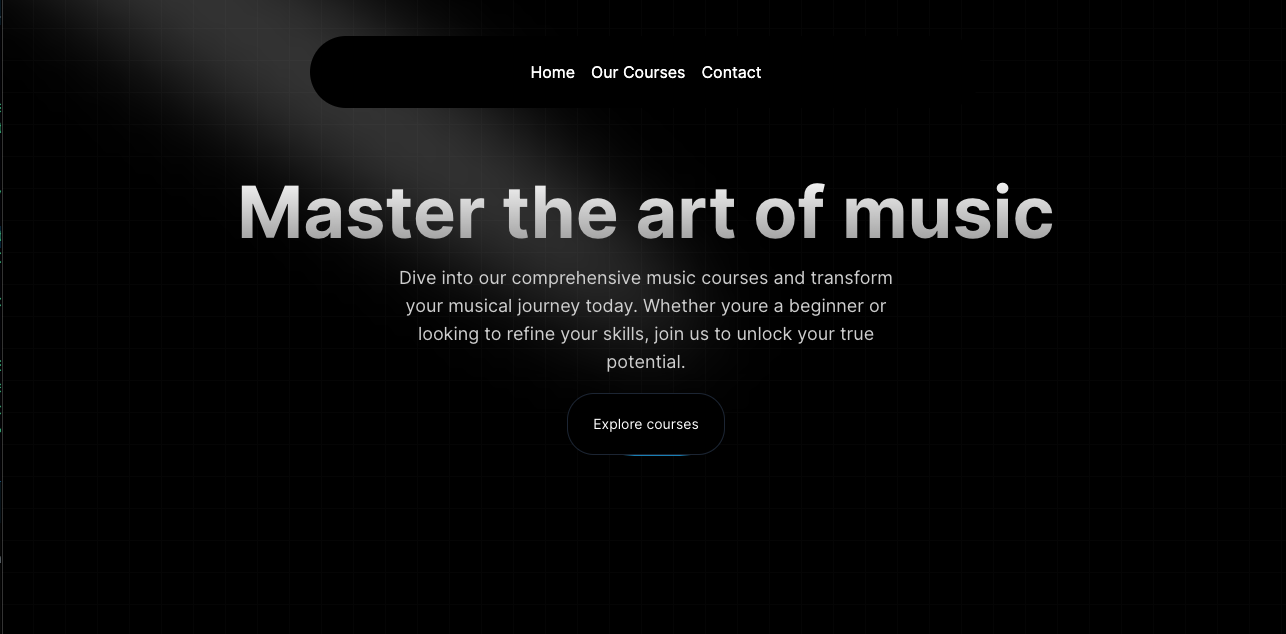 Home Our Courses Contact
Master the art of music
Dive into our comprehensive music courses and transform
your musical journey today. Whether youre a beginner or
looking to refine your skills, join us to unlock your true
potential.
Explore courses